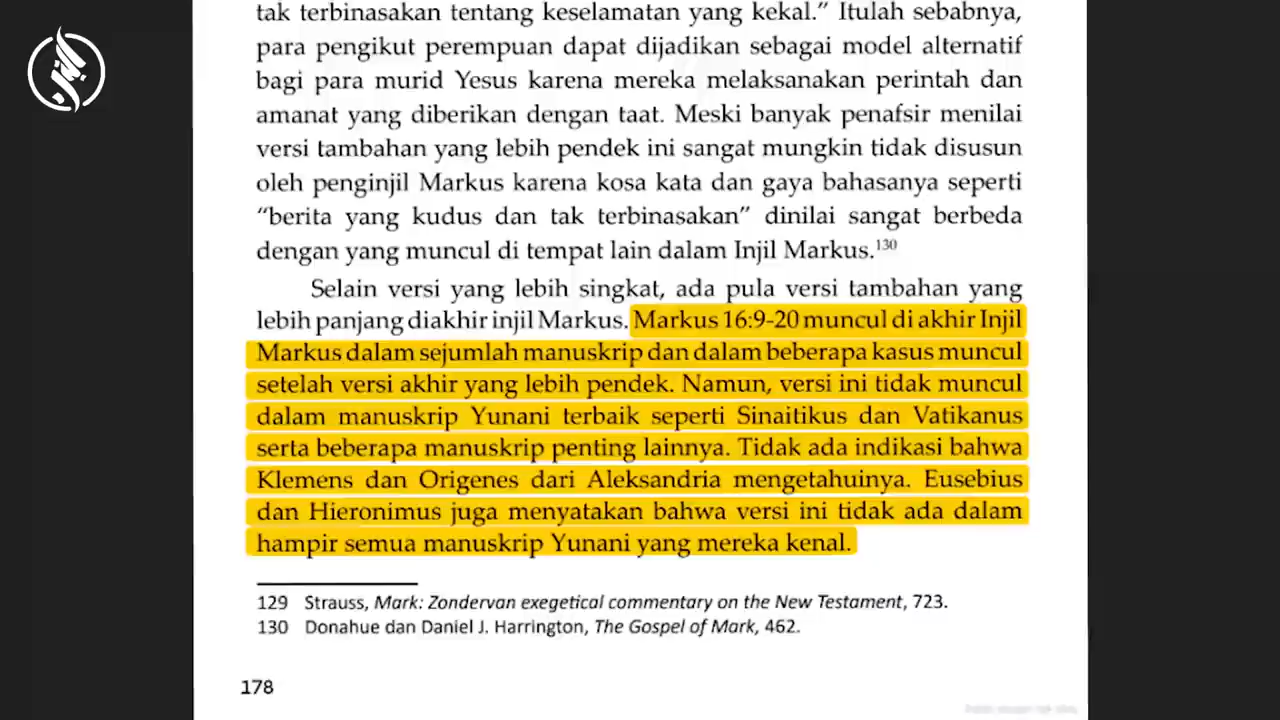 tak terbinasakan tentang keselamatan yang kekal.” Itulah sebabnya,
para pengikut perempuan dapat dijadikan sebagai model alternatif
bagi para murid Yesus karena mereka melaksanakan perintah dan
amanat yang diberikan dengan taat. Meski banyak penafsir menilai
versi tambahan yang lebih pendek ini sangat mungkin tidak disusun
oleh penginjil Markus karena kosa kata dan gaya bahasanya seperti
“berita yang kudus dan tak terbinasakan” dinilai sangat berbeda
dengan yang muncul di tempat lain dalam Injil Markus.¹³⁰
Selain versi yang lebih singkat, ada pula versi tambahan yang
lebih panjang diakhir injil Markus. Markus 16:9-20 muncul di akhir Injil
Markus dalam sejumlah manuskrip dan dalam beberapa kasus muncul
setelah versi akhir yang lebih pendek. Namun, versi ini tidak muncul
dalam manuskrip Yunani terbaik seperti Sinaitikus dan Vatikanus
serta beberapa manuskrip penting lainnya. Tidak ada indikasi bahwa
Klemens dan Origenes dari Aleksandria mengetahuinya. Eusebius
dan Hieronimus juga menyatakan bahwa versi ini tidak ada dalam
hampir semua manuskrip Yunani yang mereka kenal.
129 Strauss, Mark: Zondervan exegetical commentary on the New Testament, 723.
130 Donahue dan Daniel J. Harrington, The Gospel of Mark, 462.
178